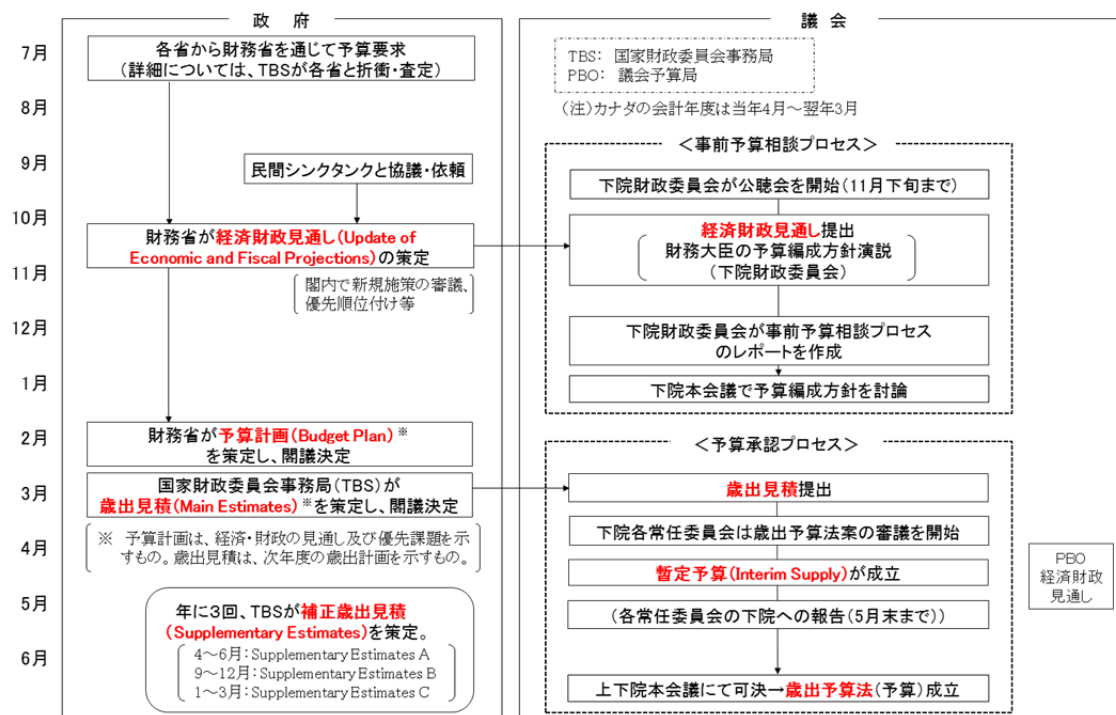 政　府
議　会
7月
8月
9月
10月
11月
12月
1月
2月
3月
4月
5月
6月
各省から財務省を通じて予算要求
(詳細については、TBSが各省と折衝・査定)
民間シンクタンクと協議・依頼
財務省が経済財政見通し(Update of
Economic and Fiscal Projections)の策定
閣内で新規施策の審議、
優先順位付け等
財務省が予算計画(Budget Plan)※
を策定し、閣議決定
国家財政委員会事務局(TBS)が
歳出見積(Main Estimates)※を策定し、閣議決定
※　予算計画は、経済・財政の見通し及び優先課題を示
すもの。歳出見積は、次年度の歳出計画を示すもの。
年に3回、TBSが補正歳出見積
(Supplementary Estimates)を策定。
4～6月：Supplementary Estimates A
9～12月：Supplementary Estimates B
1～3月：Supplementary Estimates C
TBS：　国家財政委員会事務局
PBO：　議会予算局
（注）カナダの会計年度は当年4月～翌年3月
＜事前予算相談プロセス＞
下院財政委員会が公聴会を開始(11月下旬まで)
経済財政見通し提出
財務大臣の予算編成方針演説
(下院財政委員会)
下院財政委員会が事前予算相談プロセス
のレポートを作成
下院本会議で予算編成方針を討論
＜予算承認プロセス＞
歳出見積提出
下院各常任委員会は歳出予算法案の審議を開始
暫定予算(Interim Supply)が成立
(各常任委員会の下院への報告(5月末まで))
上下院本会議にて可決→歳出予算法(予算)成立
PBO
経済財政
見通し